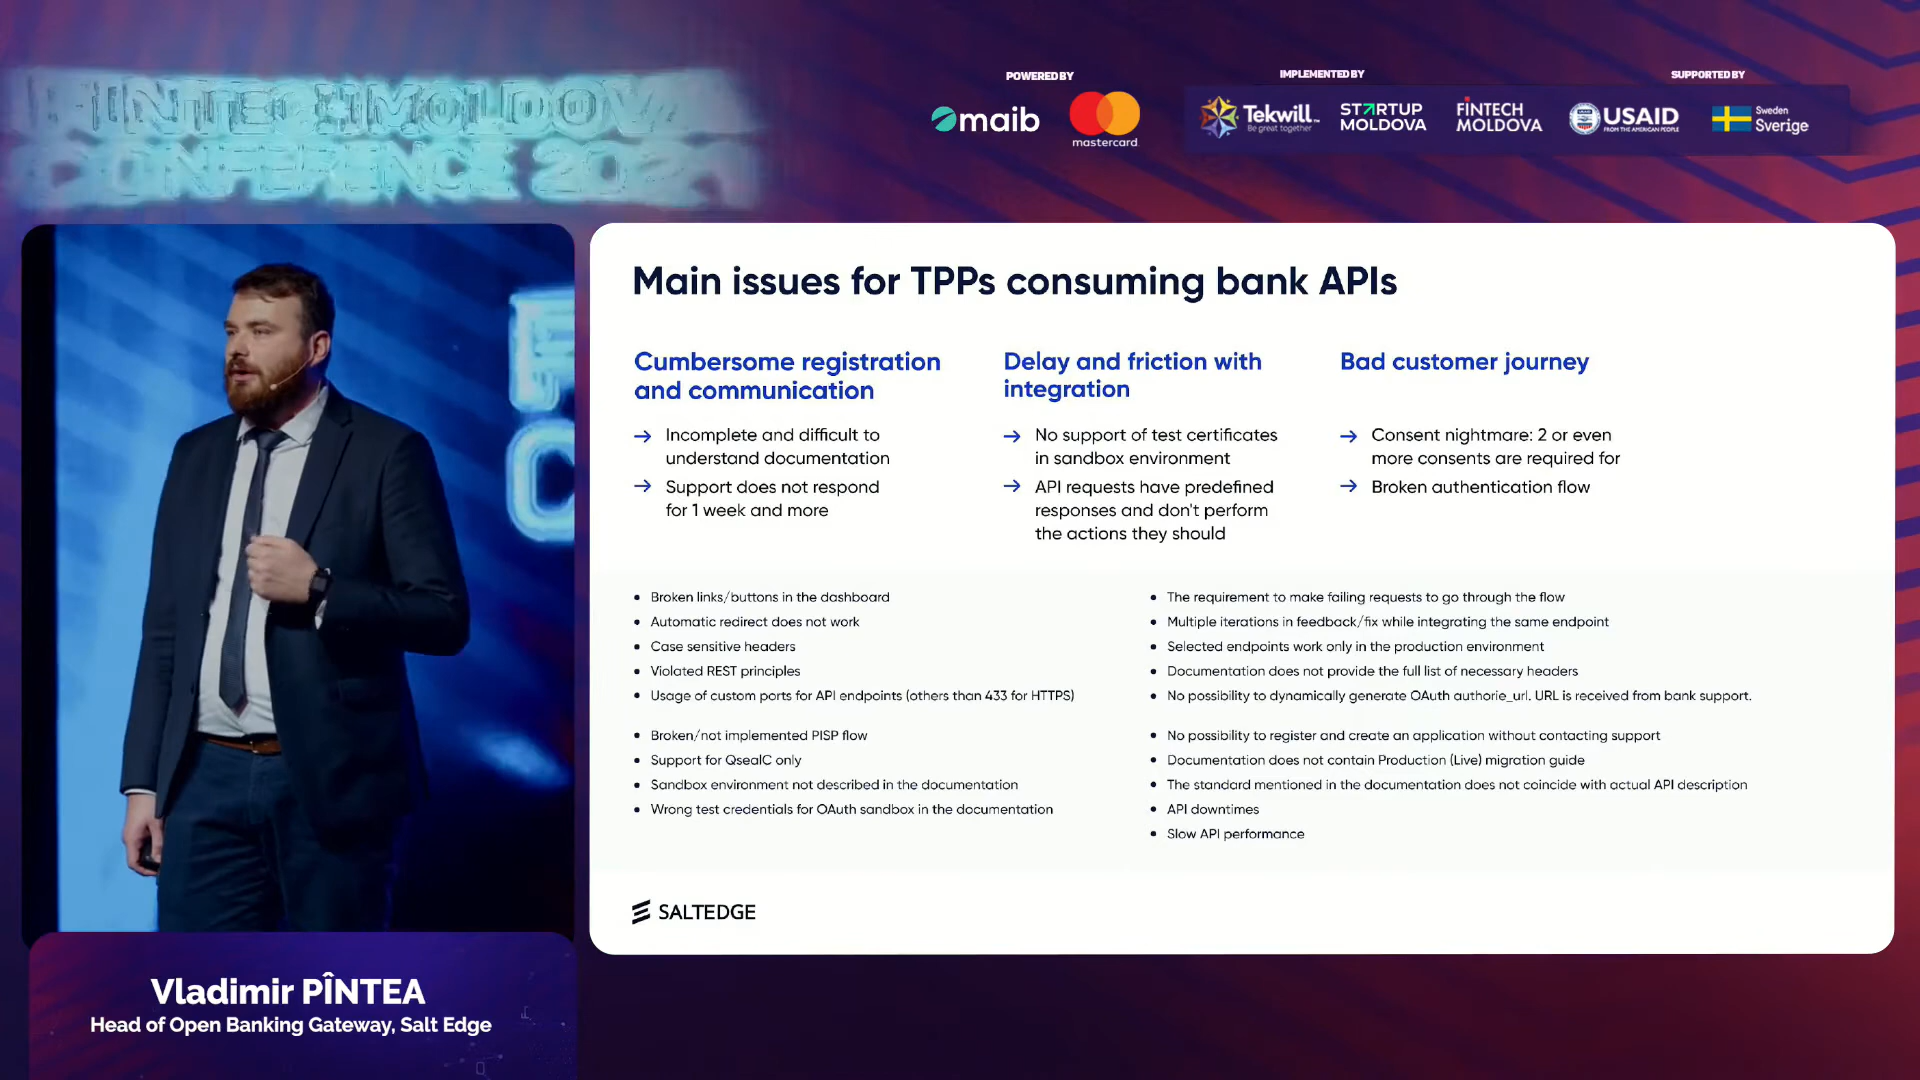 FINTECH MOLDOVA
CONFERENCE 202
POWERED BY
maib
mastercard
IMPLEMENTED BY
Tekwill
Be great together
STARTUP
MOLDOVA
FINTECH
MOLDOVA
USAID
FROM THE AMERICAN PEOPLE
SUPPORTED BY
Sweden
Sverige
Main issues for TPPs consuming bank APIs
Cumbersome registration
and communication
Incomplete and difficult to
understand documentation
Support does not respond
for 1 week and more
Delay and friction with
integration
No support of test certificates
in sandbox environment
API requests have predefined
responses and don't perform
the actions they should
Bad customer journey
Consent nightmare: 2 or even
more consents are required for
Broken authentication flow
Broken links/buttons in the dashboard
Automatic redirect does not work
Case sensitive headers
Violated REST principles
Usage of custom ports for API endpoints (others than 433 for HTTPS)
Broken/not implemented PISP flow
Support for QsealC only
Sandbox environment not described in the documentation
Wrong test credentials for OAuth sandbox in the documentation
The requirement to make failing requests to go through the flow
Multiple iterations in feedback/fix while integrating the same endpoint
Selected endpoints work only in the production environment
Documentation does not provide the full list of necessary headers
No possibility to dynamically generate OAuth authorie_url. URL is received from bank support.
No possibility to register and create an application without contacting support
Documentation does not contain Production (Live) migration guide
The standard mentioned in the documentation does not coincide with actual API description
API downtimes
Slow API performance
SALTEDGE
Vladimir PÎNTEA
Head of Open Banking Gateway, Salt Edge